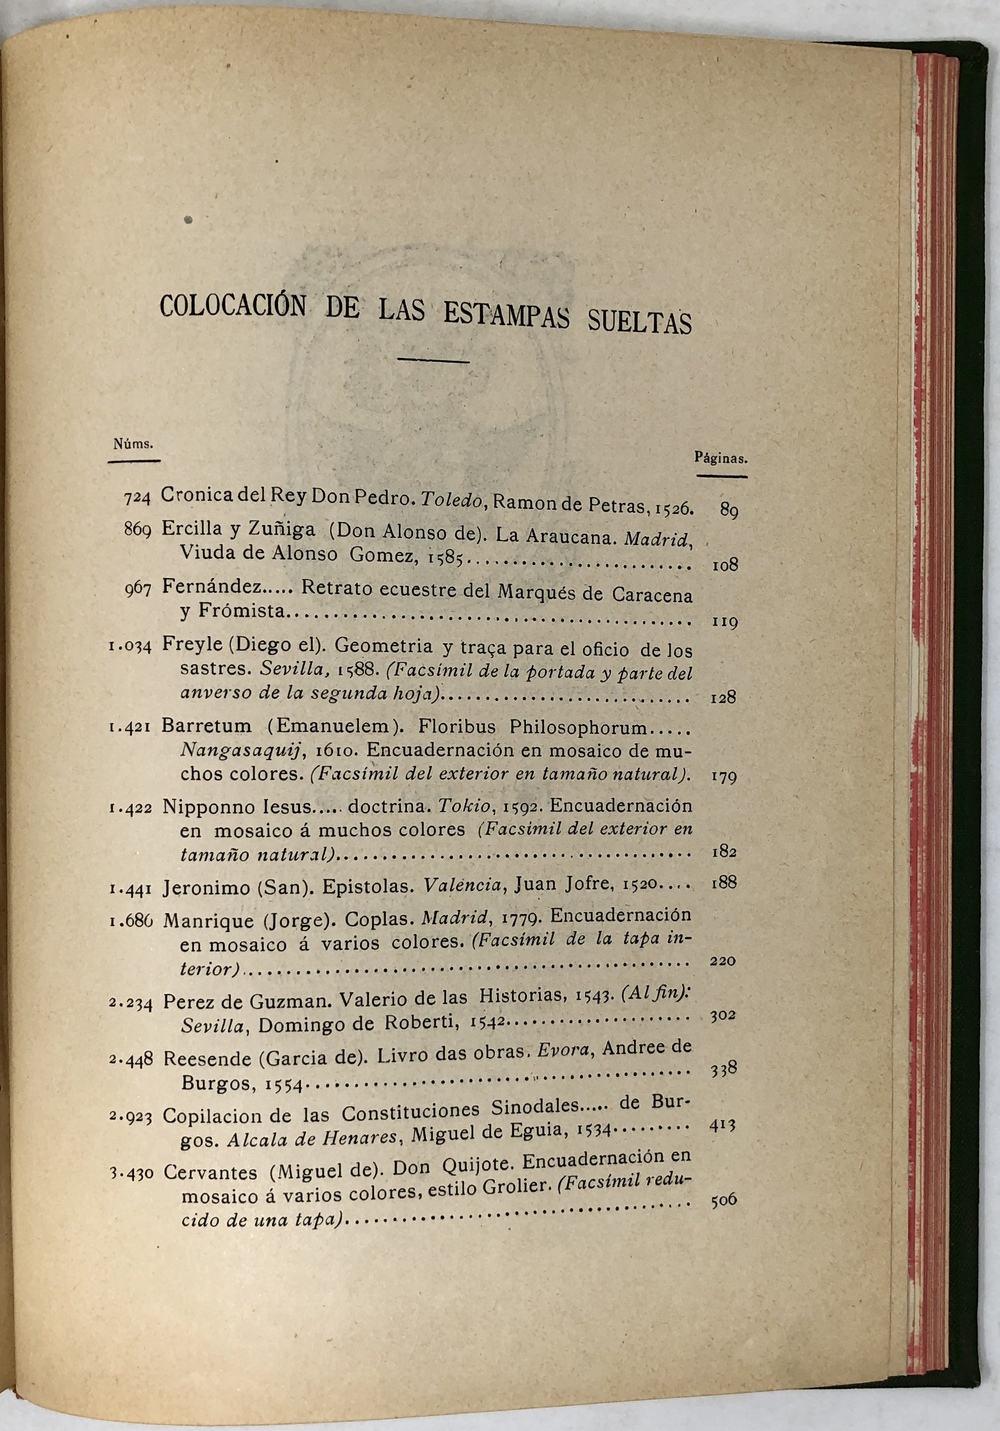 COLOCACIÓN DE LAS ESTAMPAS SUELTAS
Núms.
Páginas.
724 Cronica del Rey Don Pedro. Toledo, Ramon de Petras, 1526. 89
869 Ercilla y Zuñiga (Don Alonso de). La Araucana. Madrid,
Viuda de Alonso Gomez, 1585.......................... 108
967 Fernández..... Retrato ecuestre del Marqués de Caracena
y Frómista............................................ 119
1.034 Freyle (Diego el). Geometria y traça para el oficio de los
sastres. Sevilla, 1588. (Facsímil de la portada y parte del
anverso de la segunda hoja)........................... 128
1.421 Barretum (Emanuelem). Floribus Philosophorum.....
Nangasaquij, 1610. Encuadernación en mosaico de mu-
chos colores. (Facsímil del exterior en tamaño natural). 179
1.422 Nipponno Iesus..... doctrina. Tokio, 1592. Encuadernación
en mosaico á muchos colores (Facsimil del exterior en
tamaño natural)....................................... 182
1.441 Jeronimo (San). Epistolas. Valencia, Juan Jofre, 1520.... 188
1.680 Manrique (Jorge). Coplas. Madrid, 1779. Encuadernación
en mosaico á varios colores. (Facsímil de la tapa in-
terior)............................................... 220
2.234 Perez de Guzman. Valerio de las Historias, 1543. (Al fin):
Sevilla, Domingo de Roberti, 1542.................... 302
2.448 Reesende (Garcia de). Livro das obras. Evora, Andree de
Burgos, 1554.......................................... 338
2.923 Copilacion de las Constituciones Sinodales..... de Bur-
gos. Alcala de Henares, Miguel de Eguia, 1534......... 413
3.430 Cervantes (Miguel de). Don Quijote. Encuadernación en
mosaico á varios colores, estilo Grolier. (Facsímil redu-
cido de una tapa)..................................... 506